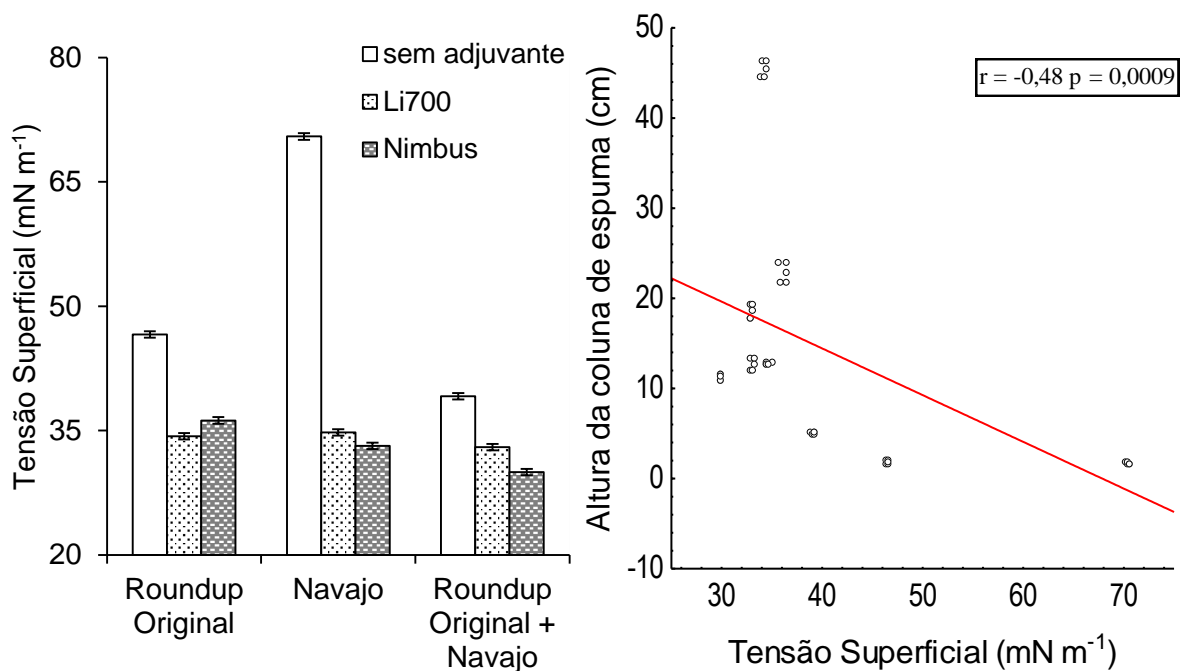 Tensão Superficial (mN m⁻¹)
80
65
50
35
20
sem adjuvante
Li700
Nimbus
Roundup
Original
Navajo
Roundup
Original +
Navajo
Altura da coluna de espuma (cm)
50
40
30
20
10
0
-10
r = -0,48 p = 0,0009
30 40 50 60 70
Tensão Superficial (mN m⁻¹)